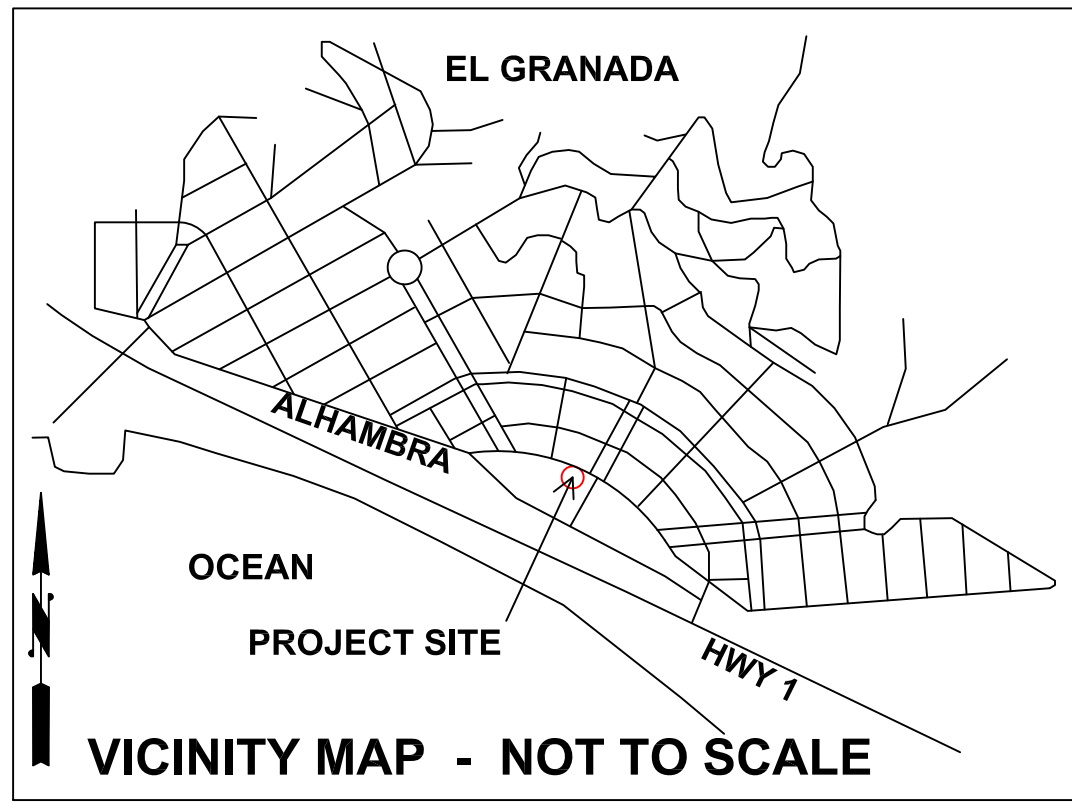 EL GRANADA
ALHAMBRA
OCEAN
PROJECT SITE
HWY 1
N
VICINITY MAP - NOT TO SCALE